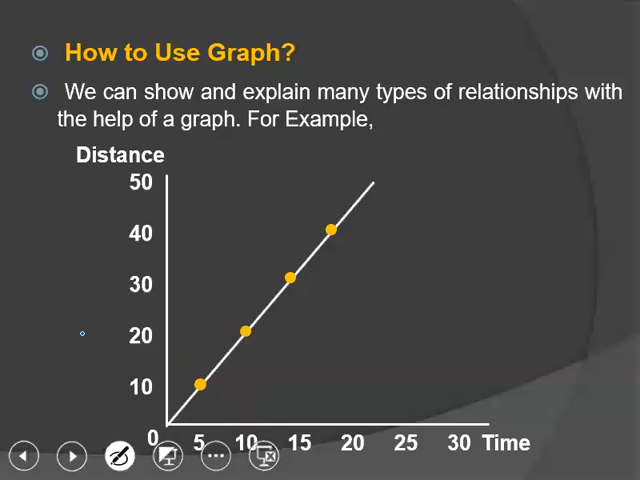 How to Use Graph?
We can show and explain many types of relationships with
the help of a graph. For Example,
Distance
50
40
30
20
10
0
5 10 15 20 25 30 Time